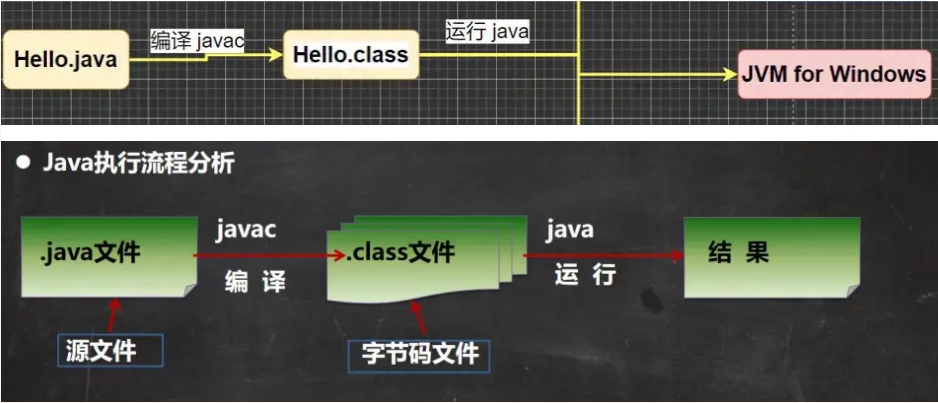 Hello.java
编译 javac
Hello.class
运行 java
JVM for Windows
● Java执行流程分析
.java文件
javac
编 译
.class文件
java
运 行
结 果
源文件
字节码文件